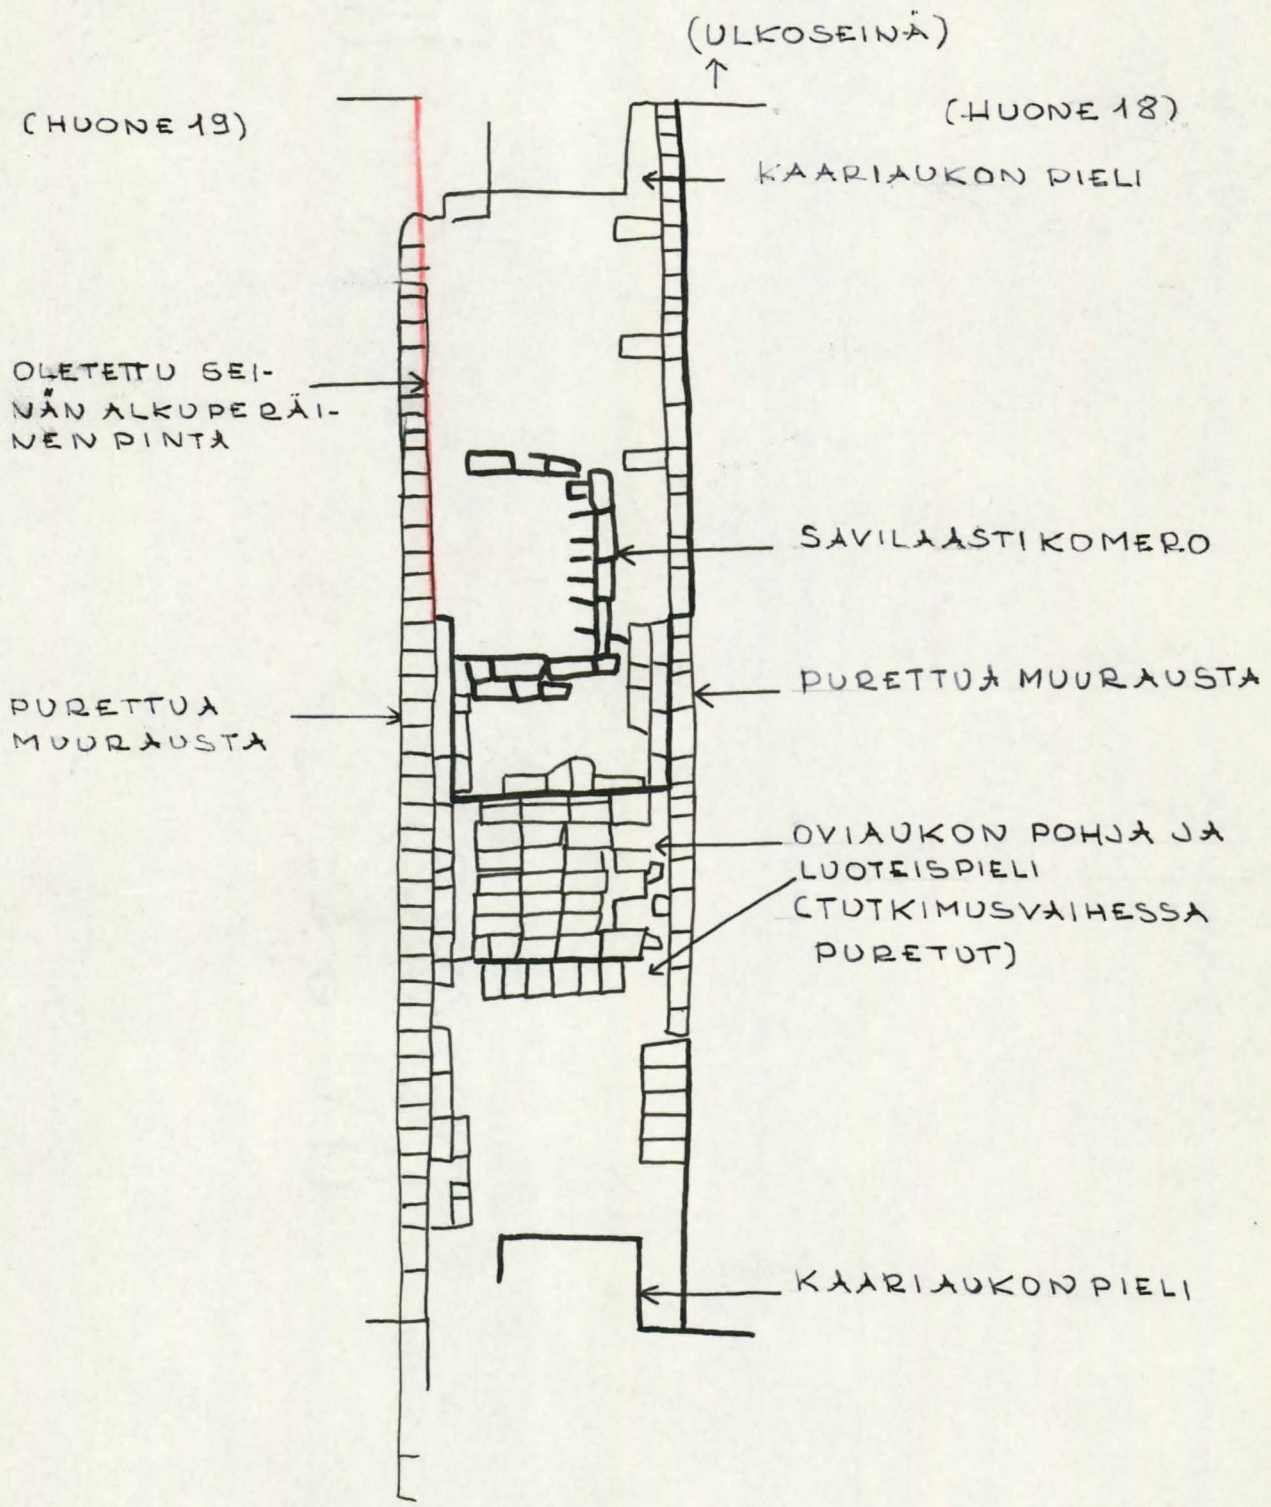 (ULKOSEINÄ)
(HUONE 19)
(HUONE 18)
KAARIAUKON PIELI
OLETETTU SEI-
NÄN ALKUPERÄI-
NEN PINTA
SAVILAASTIKOMERO
PURETTUA MUURAUSTA
PURETTUA
MUURAUSTA
OVIAUKON POHJA JA
LUOTEISPIELI
(TUTKIMUSVAIHESSA
PURETUT)
KAARIAUKON PIELI